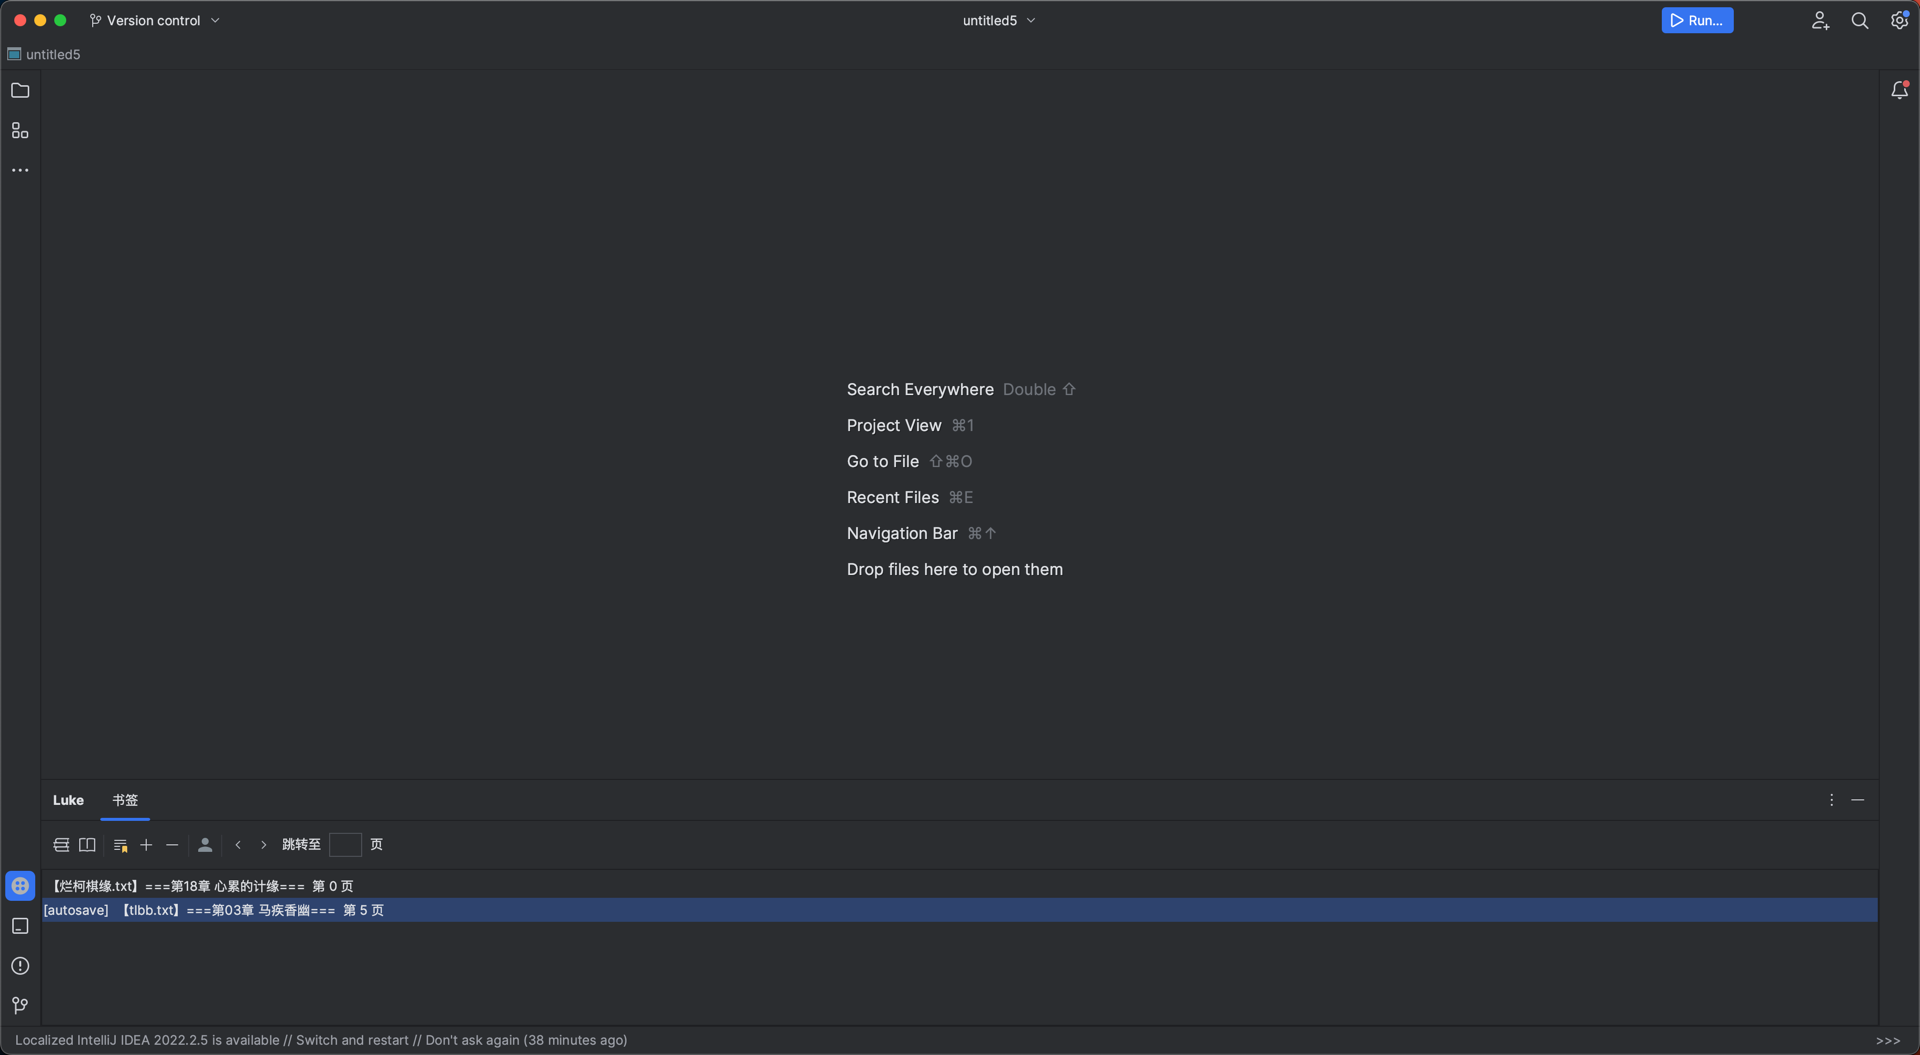 Version control
untitled5
Run...
untitled5
Search Everywhere Double ⇧
Project View ⌘1
Go to File ⇧⌘O
Recent Files ⌘E
Navigation Bar ⌘↑
Drop files here to open them
Luke 书签
跳转至 页
【烂柯棋缘.txt】===第18章 心累的计缘=== 第 0 页
[autosave] 【tlbb.txt】===第03章 马疾香幽=== 第 5 页
Localized IntelliJ IDEA 2022.2.5 is available // Switch and restart // Don't ask again (38 minutes ago)
>>>